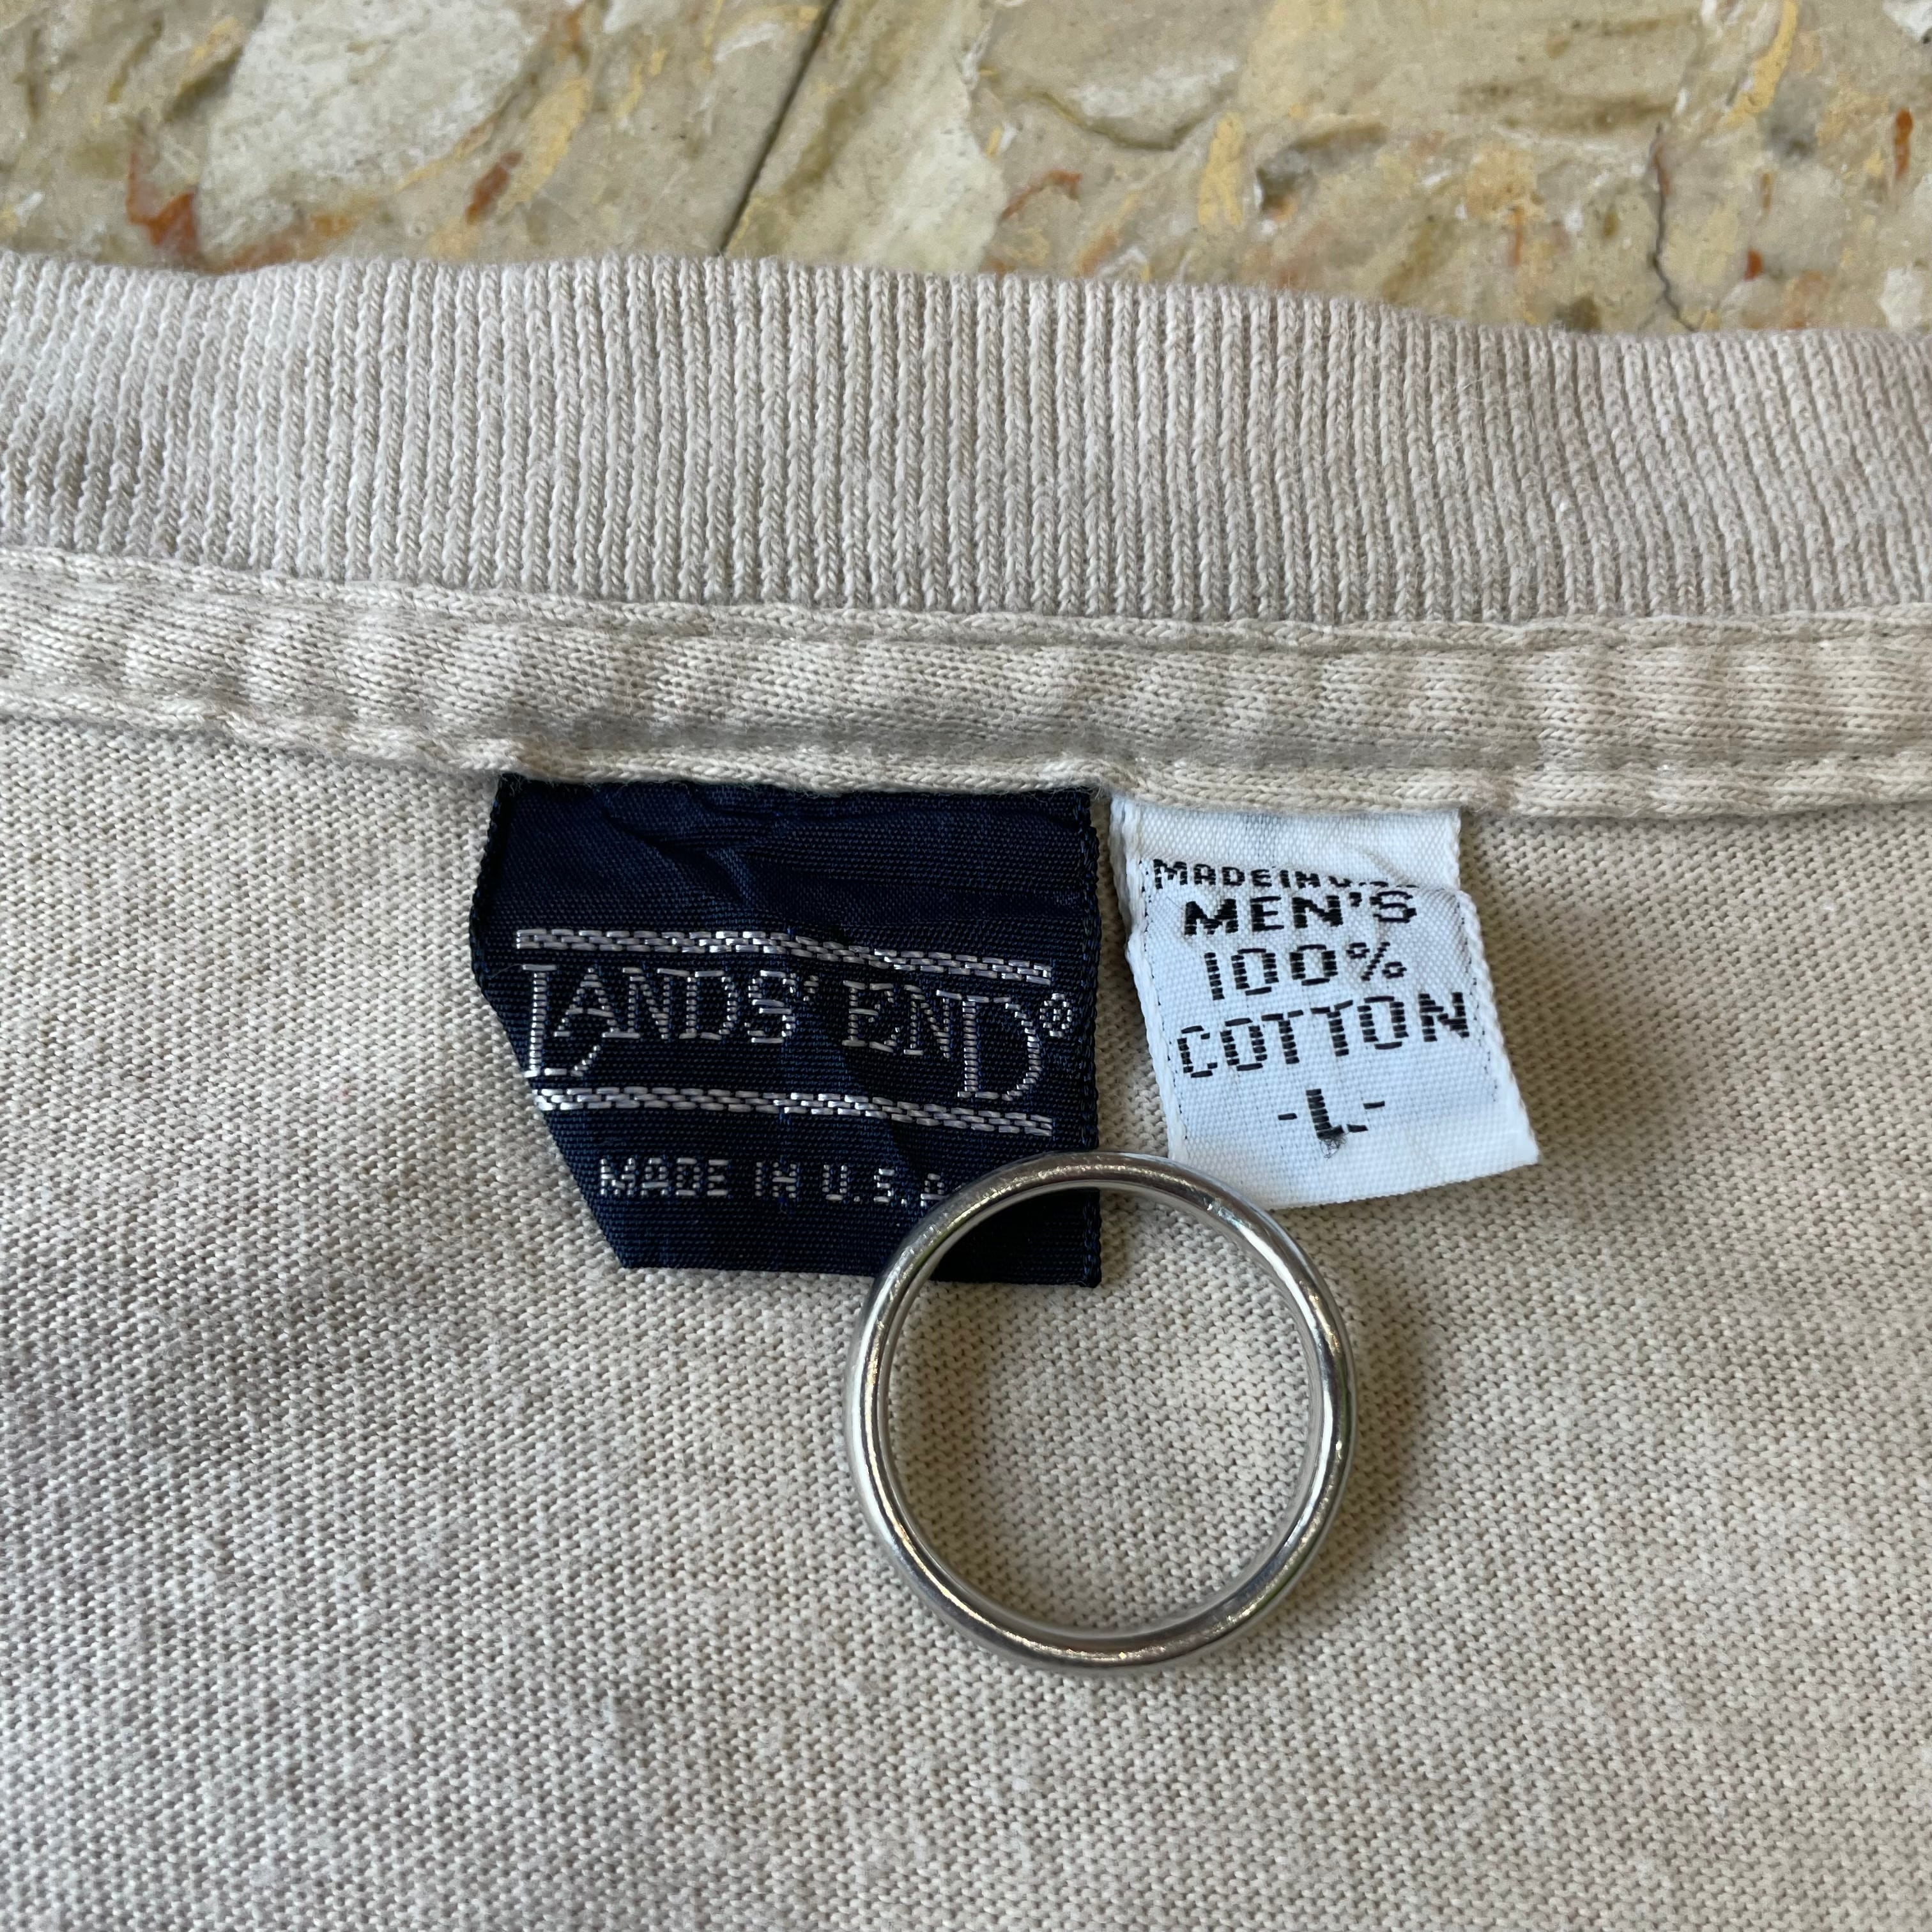 LANDS' END®
MADE IN U.S.A
MADE IN U.S.
MEN'S
100%
COTTON
-L-